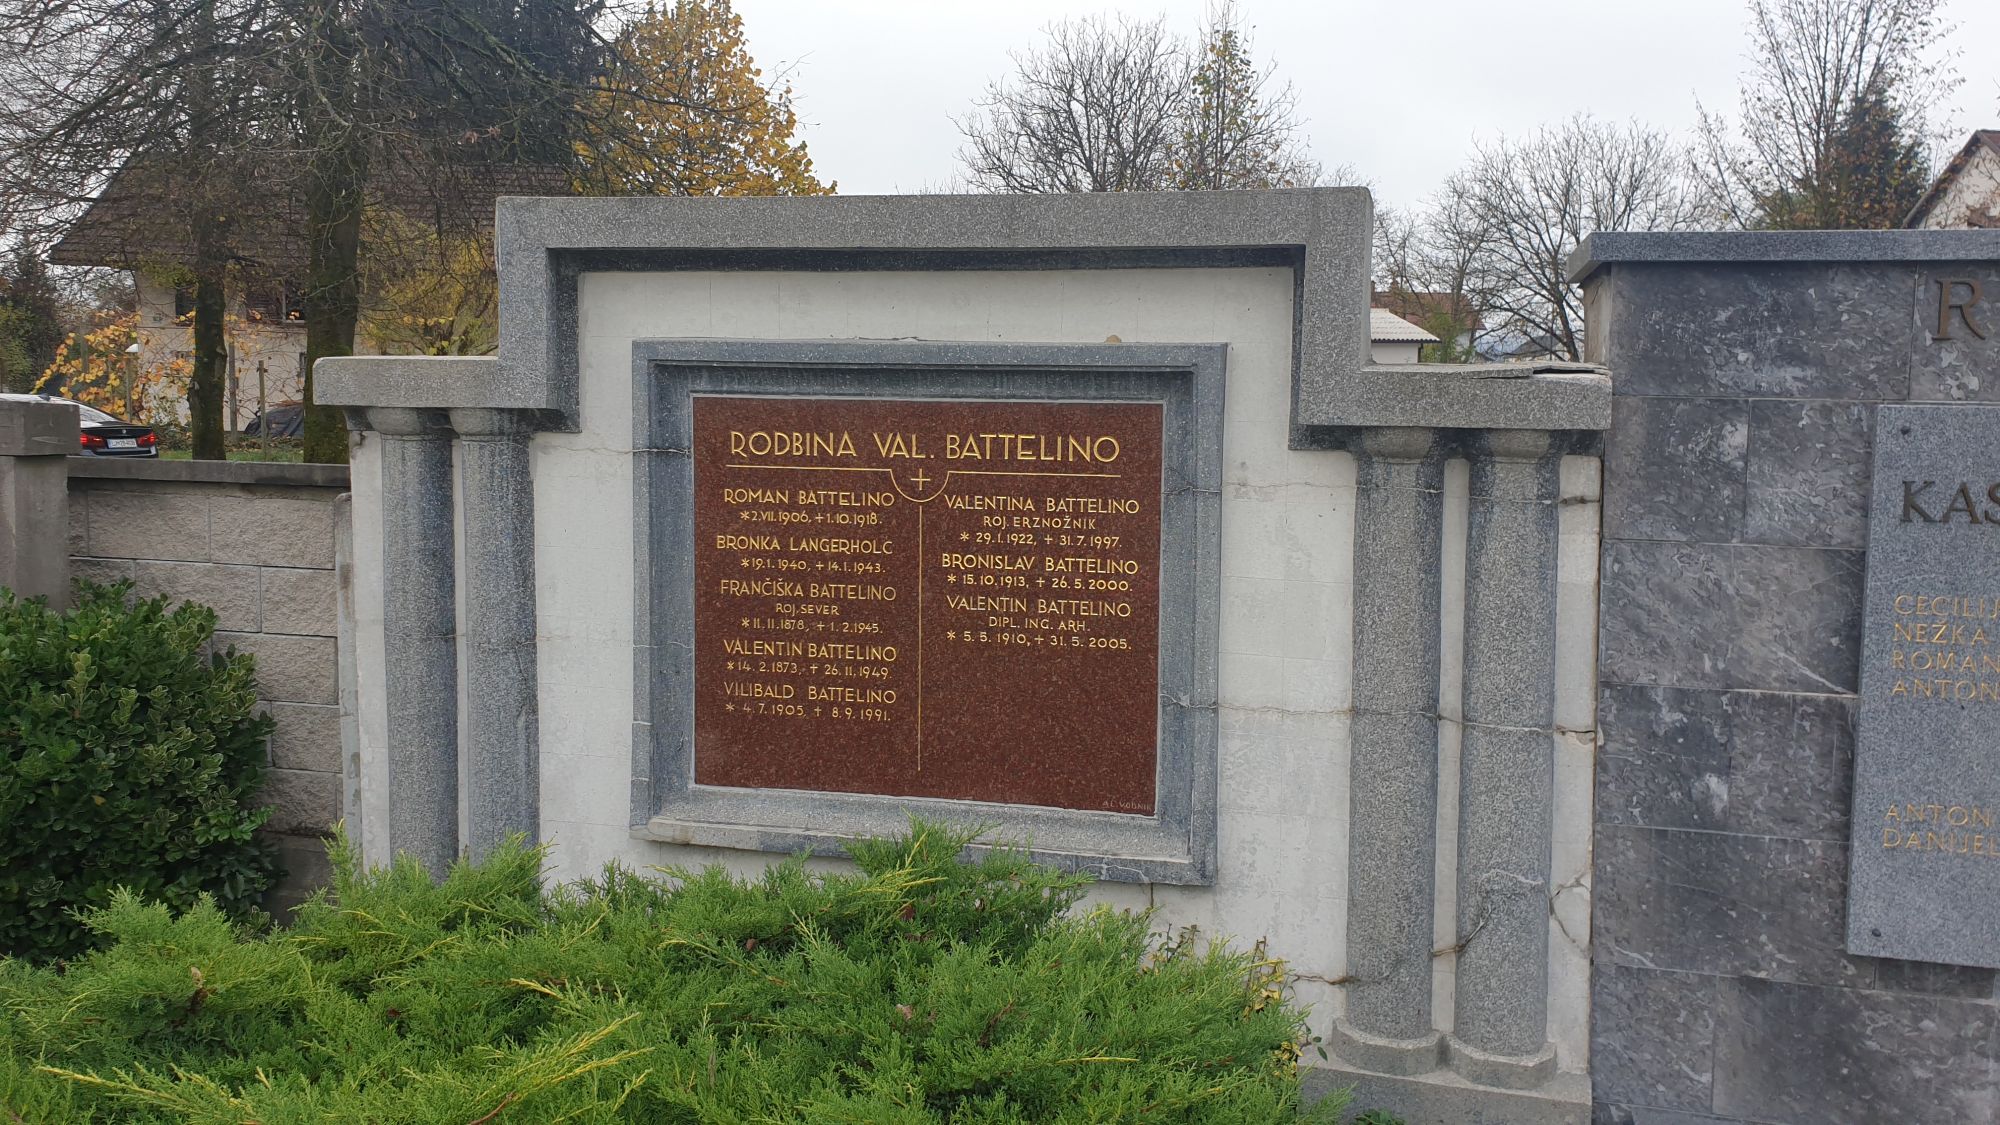 RODBINA VAL. BATTELINO
ROMAN BATTELINO
*2.VII.1906, +1.10.1918.
BRONKA LANGERHOLC
*19.1.1940, +14.1.1943.
FRANČIŠKA BATTELINO
ROJ. SEVER
*11.11.1878, +1.2.1945.
VALENTIN BATTELINO
*14.2.1873, +26.11.1949.
VILIBALD BATTELINO
*4.7.1905, +8.9.1991.
VALENTINA BATTELINO
ROJ. ERZNOŽNIK
*29.1.1922, +31.7.1997.
BRONISLAV BATTELINO
*15.10.1913, +26.5.2000.
VALENTIN BATTELINO
DIPL. ING. ARH.
*5.5.1910, +31.5.2005.
AL. VODNIK
R
KAS
CECILIJ
NEŽKA
ROMAN
ANTON
ANTON
DANIJEL